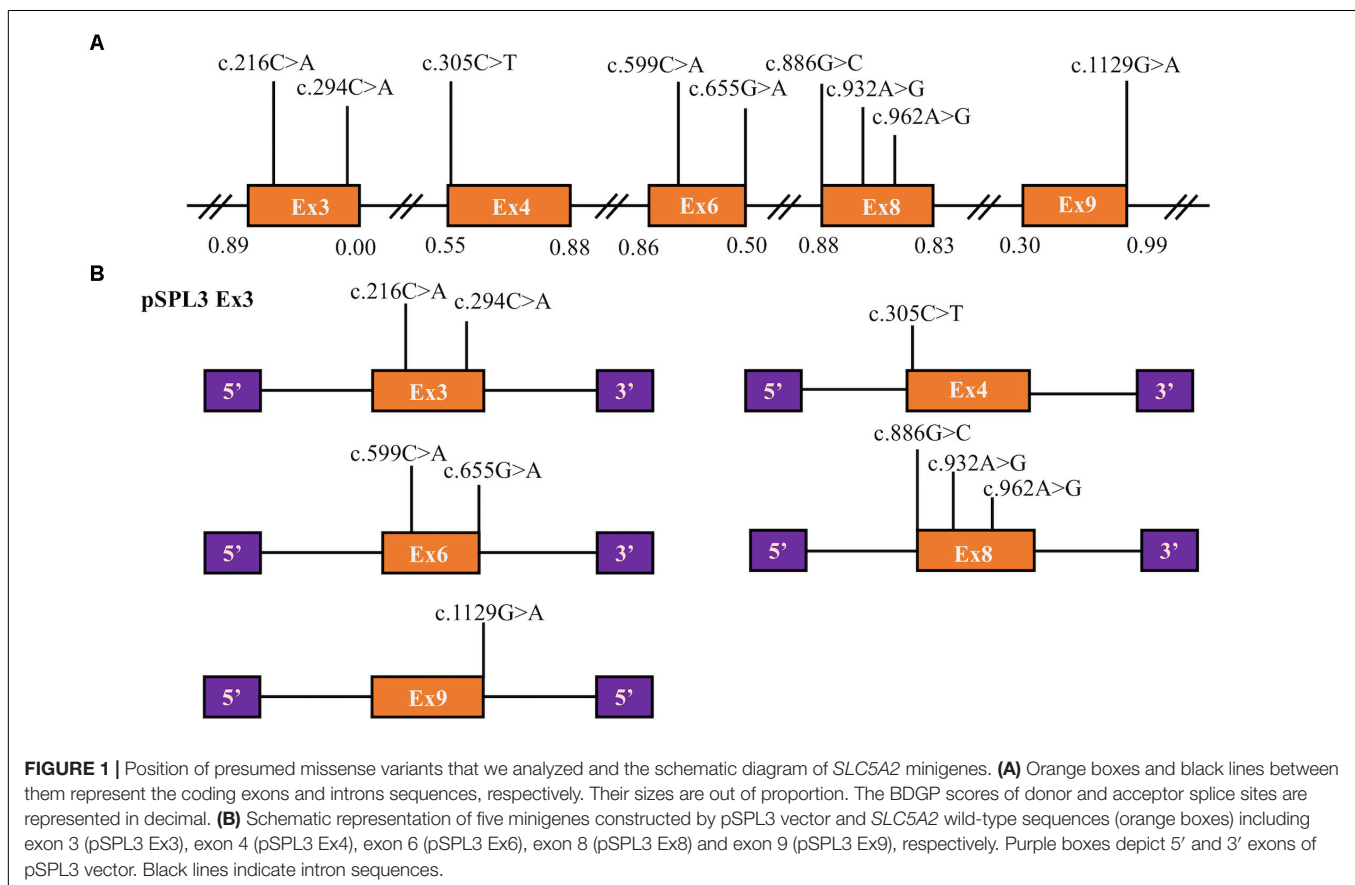 A
c.216C>A
c.294C>A
c.305C>T
c.599C>A
c.655G>A
c.886G>C
c.932A>G
c.962A>G
c.1129G>A
Ex3
Ex4
Ex6
Ex8
Ex9
0.89
0.00
0.55
0.88
0.86
0.50
0.88
0.83
0.30
0.99
B
pSPL3 Ex3
c.216C>A
c.294C>A
5’
Ex3
3’
c.305C>T
5’
Ex4
3’
c.599C>A
c.655G>A
5’
Ex6
3’
c.886G>C
c.932A>G
c.962A>G
5’
Ex8
3’
c.1129G>A
5’
Ex9
5’
FIGURE 1 | Position of presumed missense variants that we analyzed and the schematic diagram of SLC5A2 minigenes. (A) Orange boxes and black lines between
them represent the coding exons and introns sequences, respectively. Their sizes are out of proportion. The BDGP scores of donor and acceptor splice sites are
represented in decimal. (B) Schematic representation of five minigenes constructed by pSPL3 vector and SLC5A2 wild-type sequences (orange boxes) including
exon 3 (pSPL3 Ex3), exon 4 (pSPL3 Ex4), exon 6 (pSPL3 Ex6), exon 8 (pSPL3 Ex8) and exon 9 (pSPL3 Ex9), respectively. Purple boxes depict 5′ and 3′ exons of
pSPL3 vector. Black lines indicate intron sequences.